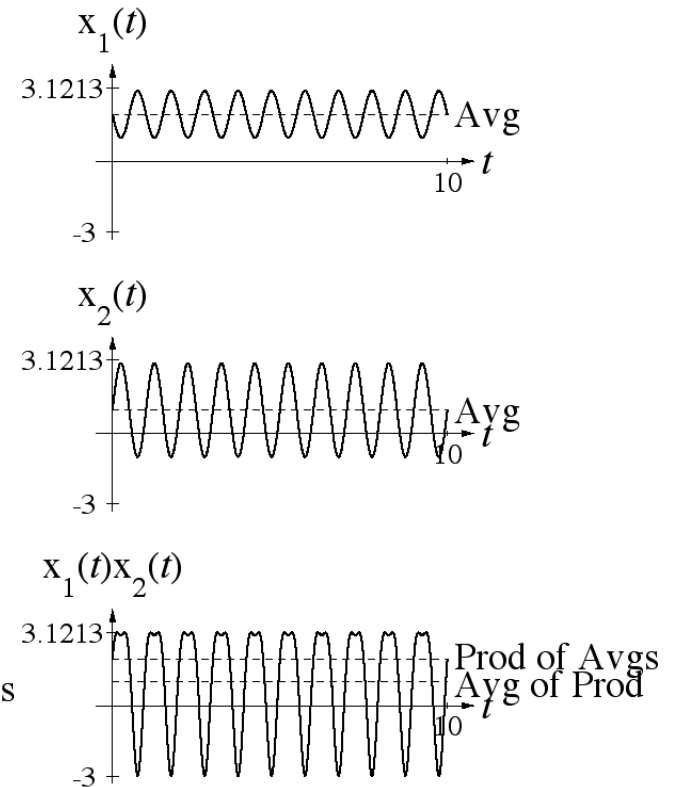 x₁(t)
3.1213
Avg
t
10
-3
x₂(t)
3.1213
Avg
t
10
-3
x₁(t)x₂(t)
3.1213
Prod of Avgs
s
Avg of Prod
t
10
-3